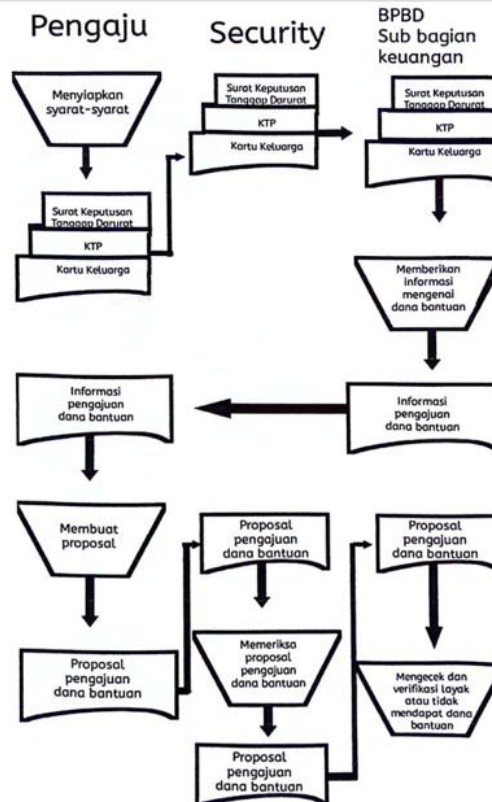 Pengaju
Security
BPBD
Sub bagian
keuangan
Menyiapkan
syarat-syarat
Surat Keputusan
Tanggap Darurat
KTP
Kartu Keluarga
Surat Keputusan
Tanggap Darurat
KTP
Kartu Keluarga
Surat Keputusan
Tanggap Darurat
KTP
Kartu Keluarga
Memberikan
informasi
mengenai
dana bantuan
Informasi
pengajuan
dana bantuan
Informasi
pengajuan
dana bantuan
Membuat
proposal
Proposal
pengajuan
dana bantuan
Proposal
pengajuan
dana bantuan
Memeriksa
proposal
pengajuan
dana bantuan
Proposal
pengajuan
dana bantuan
Proposal
pengajuan
dana bantuan
Mengecek dan
verifikasi layak
atau tidak
mendapat dana
bantuan